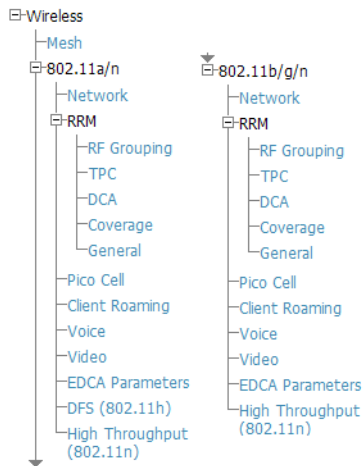 Wireless
Mesh
802.11a/n
Network
RRM
RF Grouping
TPC
DCA
Coverage
General
Pico Cell
Client Roaming
Voice
Video
EDCA Parameters
DFS (802.11h)
High Throughput
(802.11n)
802.11b/g/n
Network
RRM
RF Grouping
TPC
DCA
Coverage
General
Pico Cell
Client Roaming
Voice
Video
EDCA Parameters
High Throughput
(802.11n)